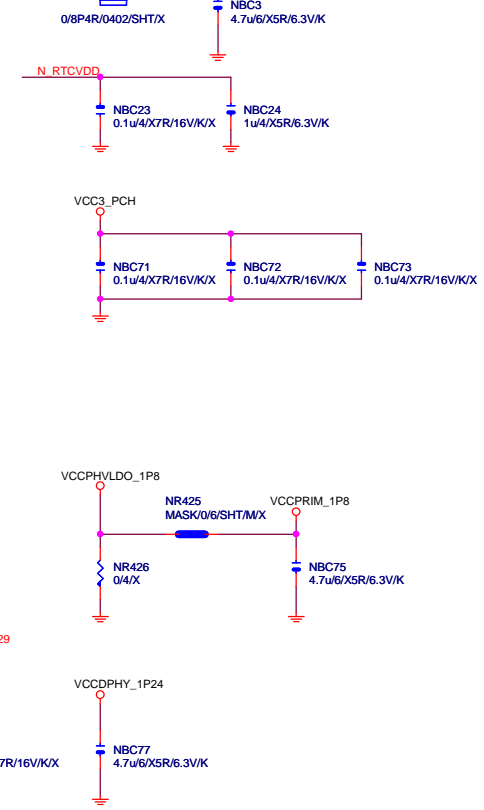 NBC3
0/8P4R/0402/SHT/X
4.7u/6/X5R/6.3V/K
N_RTCVDD
NBC23
0.1u/4/X7R/16V/K/X
NBC24
1u/4/X5R/6.3V/K
VCC3_PCH
NBC71
0.1u/4/X7R/16V/K/X
NBC72
0.1u/4/X7R/16V/K/X
NBC73
0.1u/4/X7R/16V/K/X
VCCPHVLDO_1P8
NR425
MASK/0/6/SHT/M/X
VCCPRIM_1P8
NR426
0/4/X
NBC75
4.7u/6/X5R/6.3V/K
29
VCCDPHY_1P24
7R/16V/K/X
NBC77
4.7u/6/X5R/6.3V/K